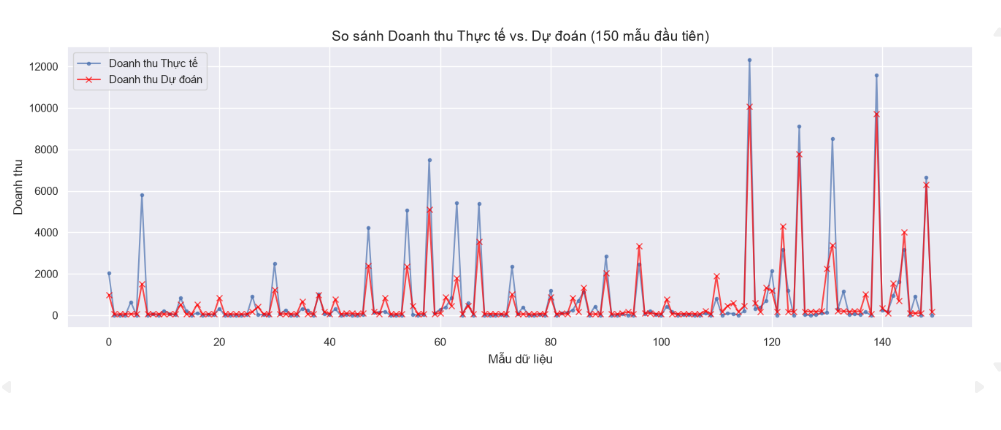 So sánh Doanh thu Thực tế vs. Dự đoán (150 mẫu đầu tiên)
Doanh thu Thực tế
Doanh thu Dự đoán
12000
10000
8000
6000
4000
2000
0
Doanh thu
0 20 40 60 80 100 120 140
Mẫu dữ liệu